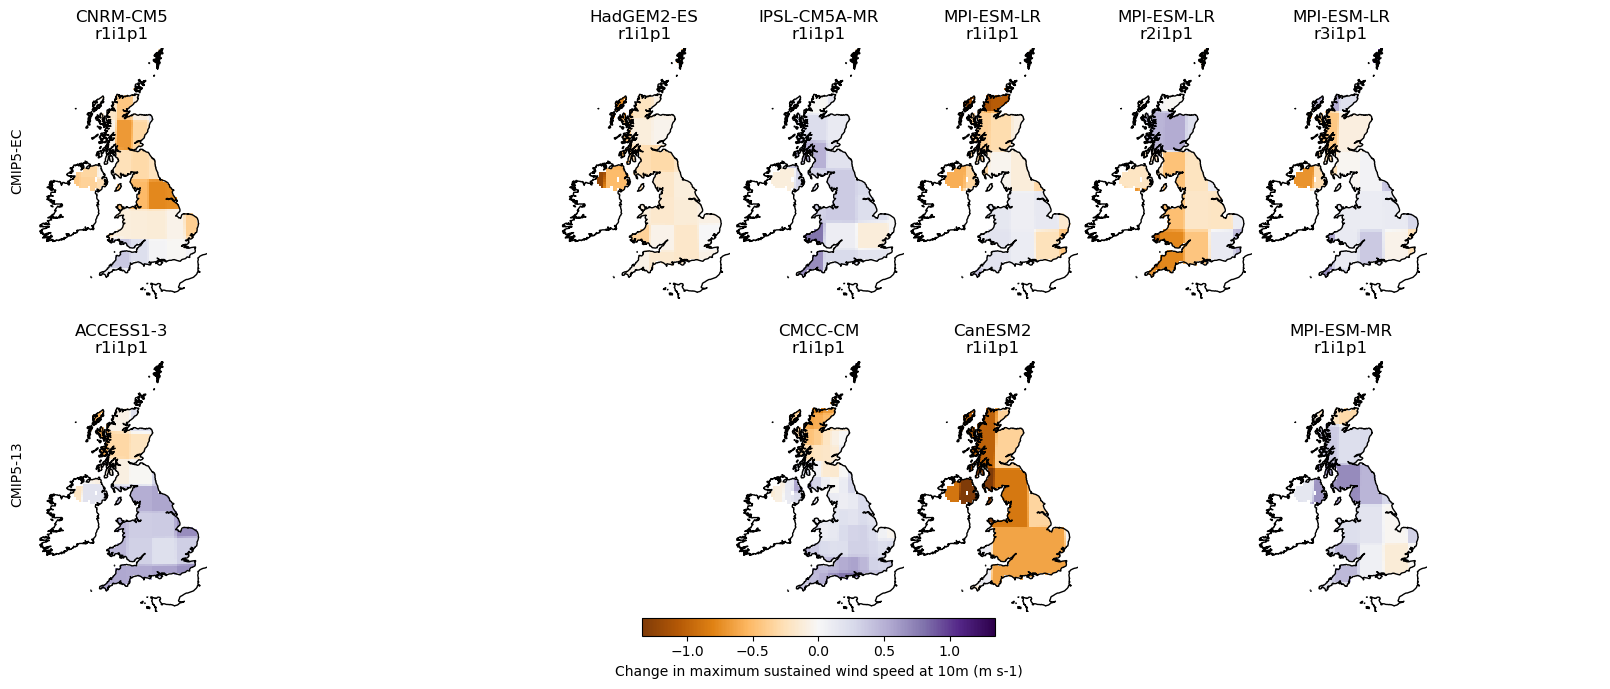 CNRM-CM5
r1i1p1
HadGEM2-ES
r1i1p1
IPSL-CM5A-MR
r1i1p1
MPI-ESM-LR
r1i1p1
MPI-ESM-LR
r2i1p1
MPI-ESM-LR
r3i1p1
CMIP5-EC
ACCESS1-3
r1i1p1
CMCC-CM
r1i1p1
CanESM2
r1i1p1
MPI-ESM-MR
r1i1p1
CMIP5-13
−1.0 −0.5 0.0 0.5 1.0
Change in maximum sustained wind speed at 10m (m s-1)